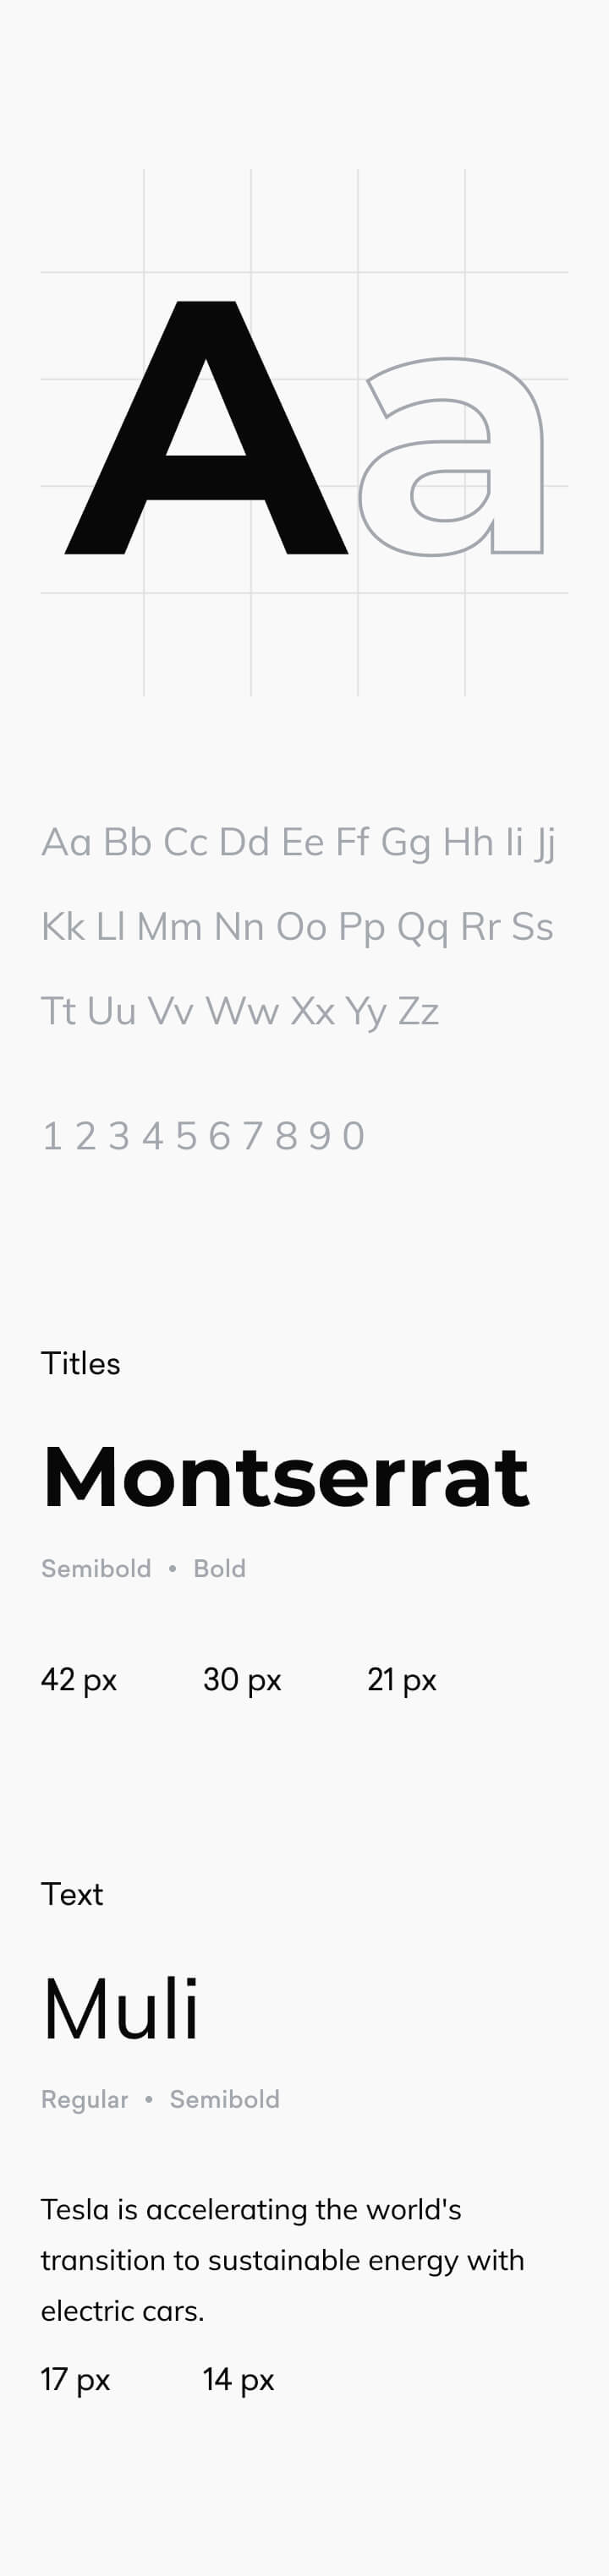 Aa
Aa Bb Cc Dd Ee Ff Gg Hh Ii Jj
Kk Ll Mm Nn Oo Pp Qq Rr Ss
Tt Uu Vv Ww Xx Yy Zz
1 2 3 4 5 6 7 8 9 0
Titles
Montserrat
Semibold • Bold
42 px 30 px 21 px
Text
Muli
Regular • Semibold
Tesla is accelerating the world's
transition to sustainable energy with
electric cars.
17 px 14 px